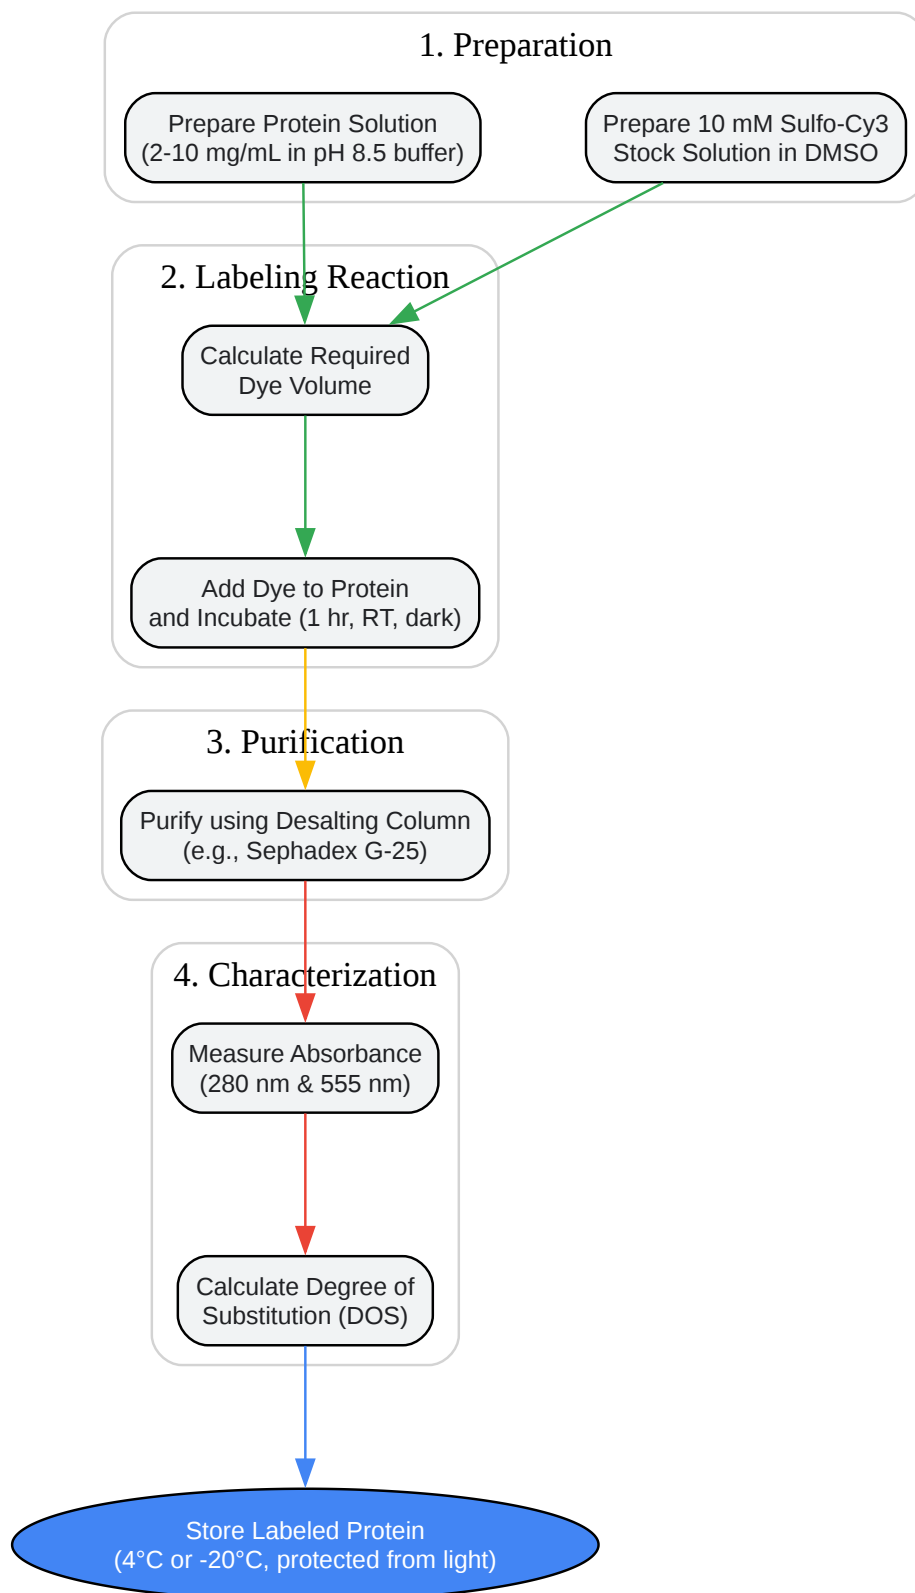 1. Preparation
Prepare Protein Solution
(2-10 mg/mL in pH 8.5 buffer)
Prepare 10 mM Sulfo-Cy3
Stock Solution in DMSO
2. Labeling Reaction
Calculate Required
Dye Volume
Add Dye to Protein
and Incubate (1 hr, RT, dark)
3. Purification
Purify using Desalting Column
(e.g., Sephadex G-25)
4. Characterization
Measure Absorbance
(280 nm & 555 nm)
Calculate Degree of
Substitution (DOS)
Store Labeled Protein
(4°C or -20°C, protected from light)